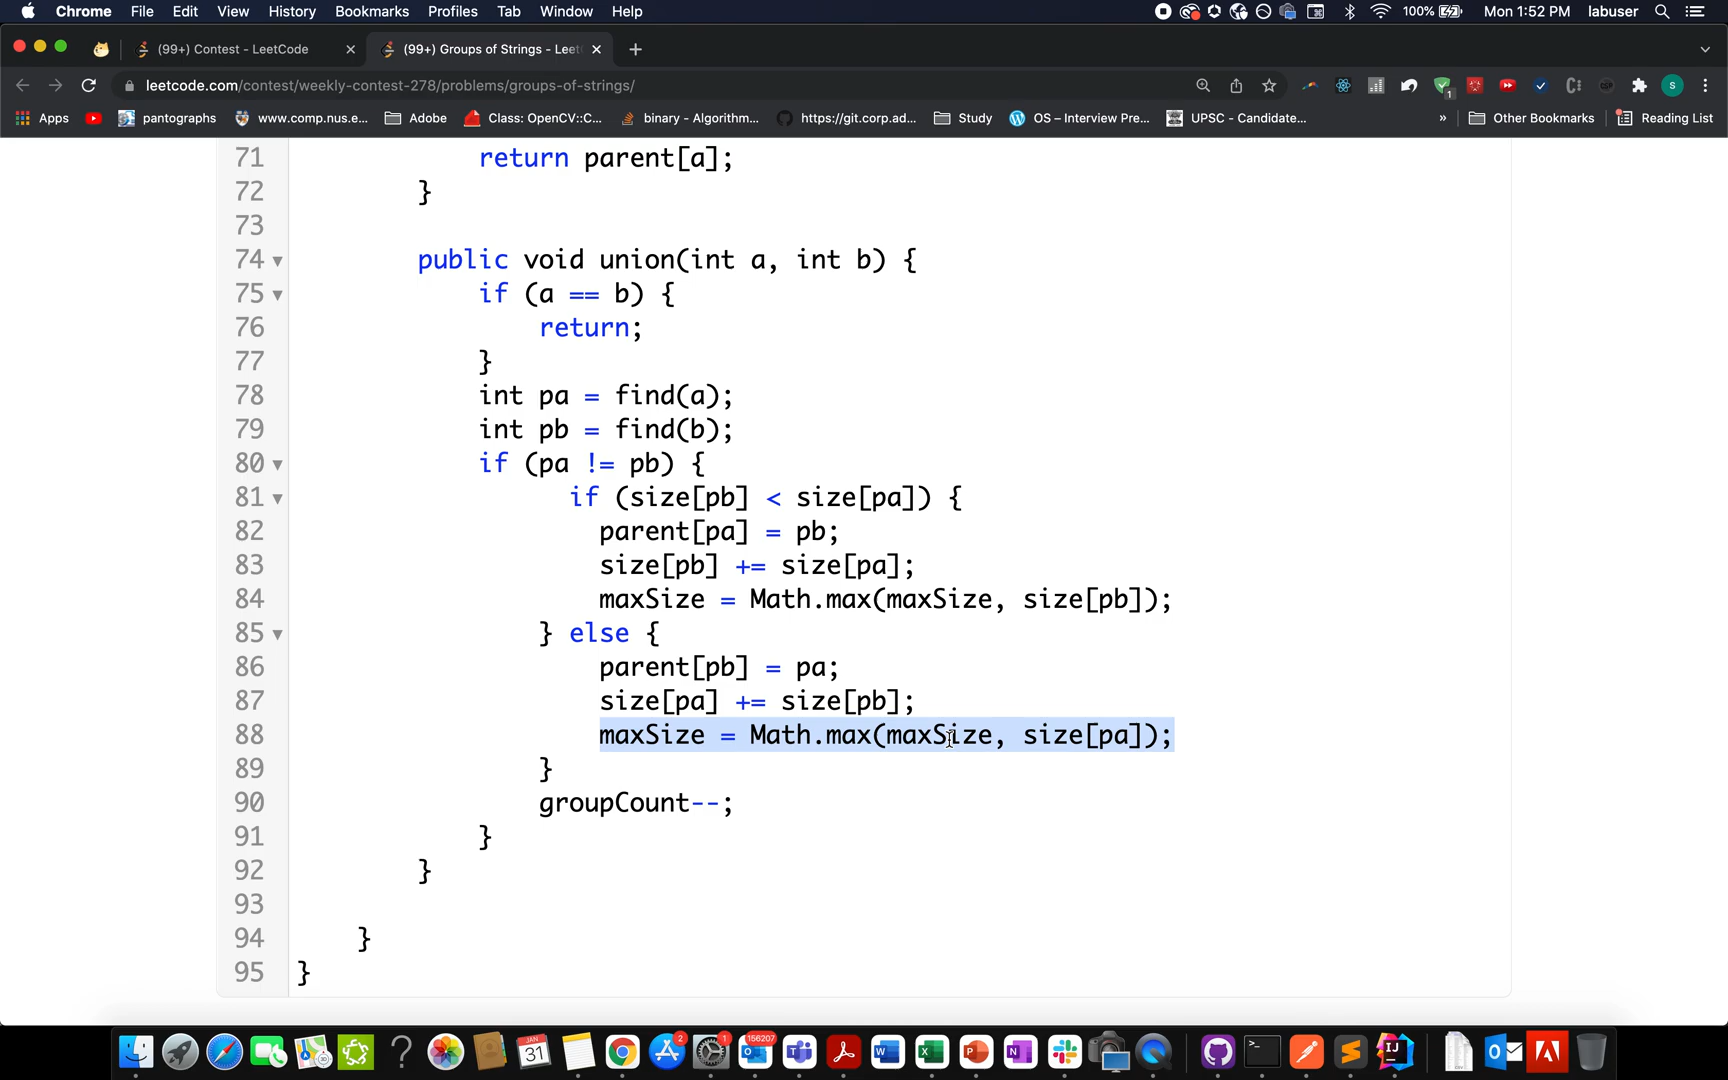 Chrome File Edit View History Bookmarks Profiles Tab Window Help 100% Mon 1:52 PM labuser
(99+) Contest - LeetCode (99+) Groups of Strings - Leet
leetcode.com/contest/weekly-contest-278/problems/groups-of-strings/
Apps pantographs www.comp.nus.e... Adobe Class: OpenCV::C... binary - Algorithm... https://git.corp.ad... Study OS – Interview Pre... UPSC - Candidate... » Other Bookmarks Reading List
71 return parent[a];
72 }
73
74 public void union(int a, int b) {
75 if (a == b) {
76 return;
77 }
78 int pa = find(a);
79 int pb = find(b);
80 if (pa != pb) {
81 if (size[pb] < size[pa]) {
82 parent[pa] = pb;
83 size[pb] += size[pa];
84 maxSize = Math.max(maxSize, size[pb]);
85 } else {
86 parent[pb] = pa;
87 size[pa] += size[pb];
88 maxSize = Math.max(maxSize, size[pa]);
89 }
90 groupCount--;
91 }
92 }
93
94 }
95 }